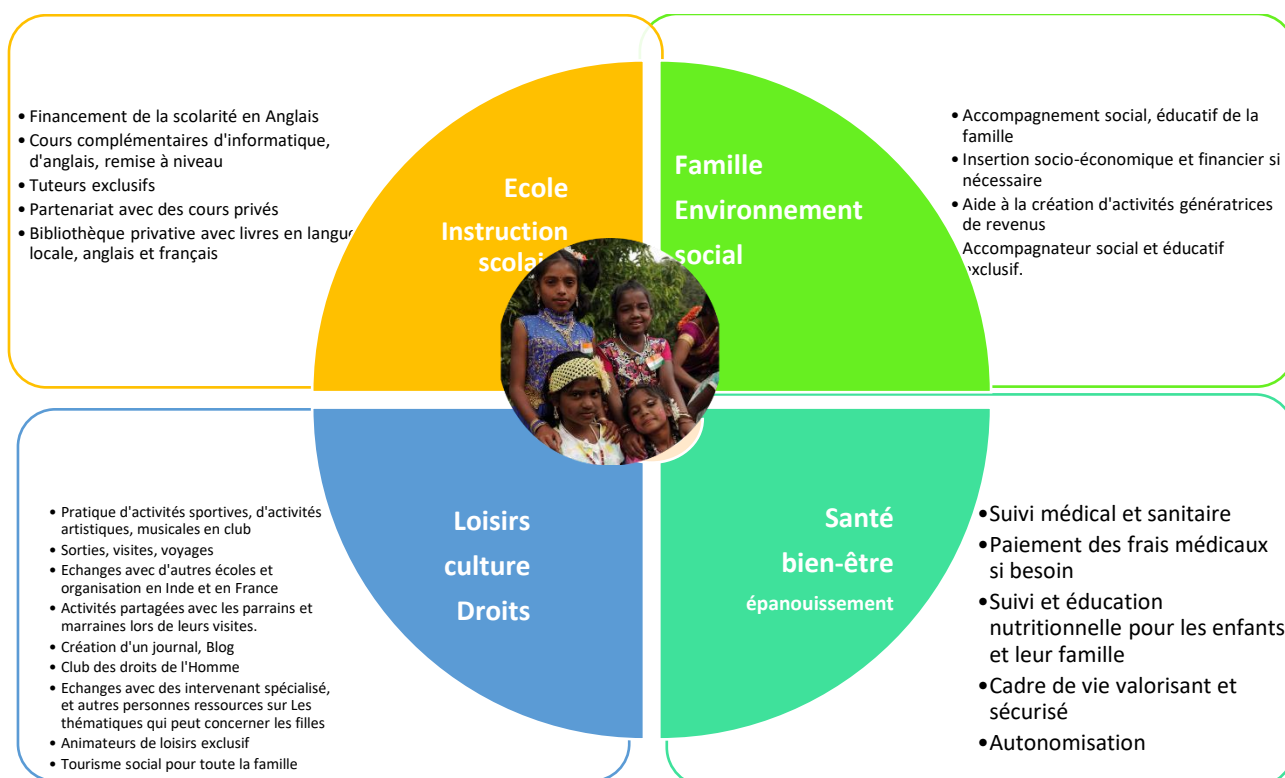 • Financement de la scolarité en Anglais
• Cours complémentaires d'informatique,
d'anglais, remise à niveau
• Tuteurs exclusifs
• Partenariat avec des cours privés
• Bibliothèque privative avec livres en langue
locale, anglais et français
Ecole
Instruction
Famille
Environnement
social
• Accompagnement social, éducatif de la
famille
• Insertion socio-économique et financier si
nécessaire
• Aide à la création d'activités génératrices
de revenus
Accompagnateur social et éducatif
exclusif.
• Pratique d'activités sportives, d'activités
artistiques, musicales en club
• Sorties, visites, voyages
• Echanges avec d'autres écoles et
organisation en Inde et en France
• Activités partagées avec les parrains et
marraines lors de leurs visites.
• Création d'un journal, Blog
• Club des droits de l'Homme
• Echanges avec des intervenant spécialisé,
et autres personnes ressources sur Les
thématiques qui peut concerner les filles
• Animateurs de loisirs exclusif
• Tourisme social pour toute la famille
Loisirs
culture
Droits
Santé
bien-être
épanouissement
•Suivi médical et sanitaire
•Paiement des frais médicaux
si besoin
•Suivi et éducation
nutritionnelle pour les enfants
et leur famille
•Cadre de vie valorisant et
sécurisé
•Autonomisation